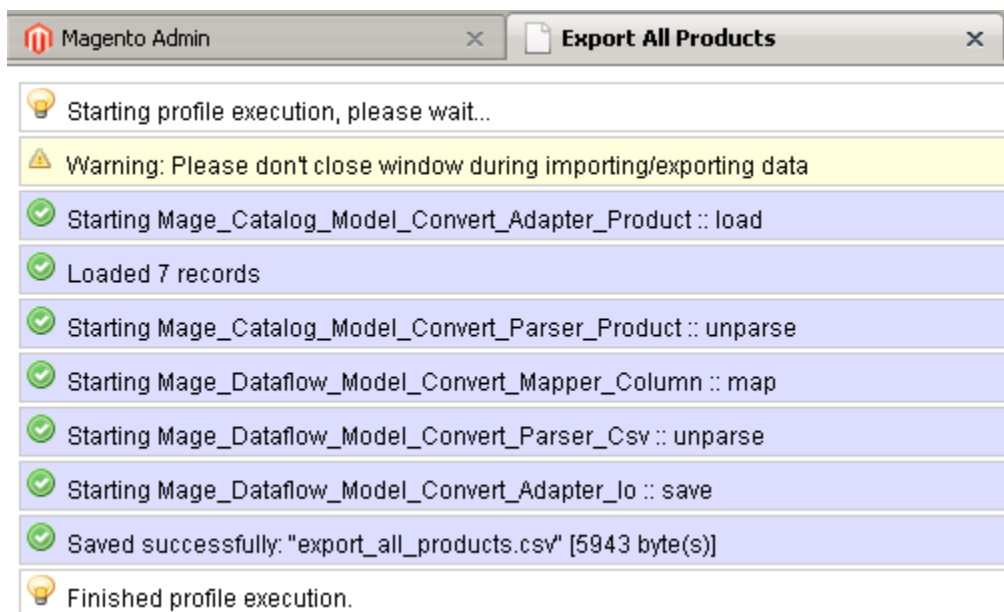 Magento Admin
Export All Products
Starting profile execution, please wait...
Warning: Please don't close window during importing/exporting data
Starting Mage_Catalog_Model_Convert_Adapter_Product :: load
Loaded 7 records
Starting Mage_Catalog_Model_Convert_Parser_Product :: unparse
Starting Mage_Dataflow_Model_Convert_Mapper_Column :: map
Starting Mage_Dataflow_Model_Convert_Parser_Csv :: unparse
Starting Mage_Dataflow_Model_Convert_Adapter_Io :: save
Saved successfully: "export_all_products.csv" [5943 byte(s)]
Finished profile execution.